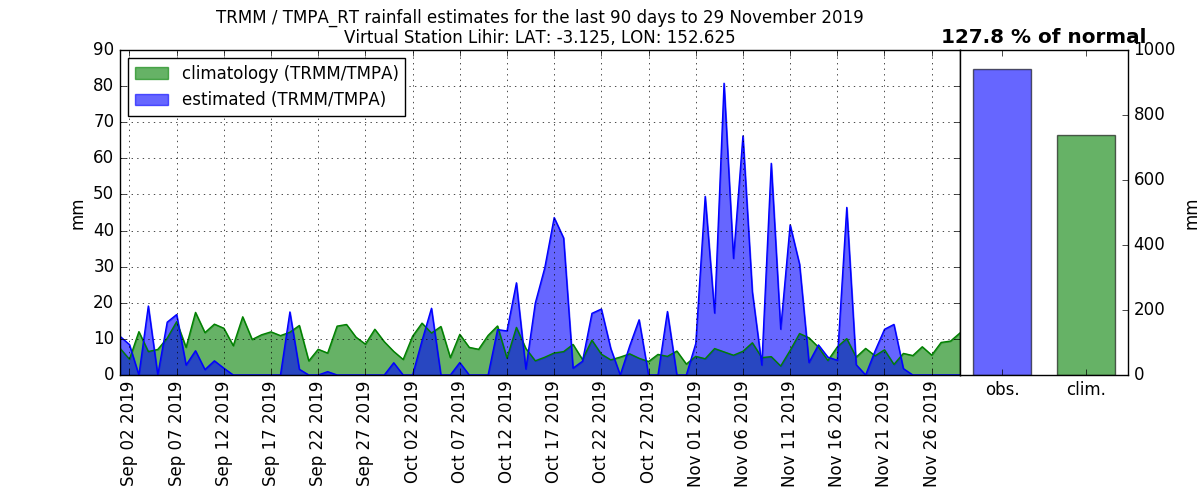 TRMM / TMPA_RT rainfall estimates for the last 90 days to 29 November 2019
Virtual Station Lihir: LAT: -3.125, LON: 152.625
127.8 % of normal
climatology (TRMM/TMPA)
estimated (TRMM/TMPA)
mm
90
80
70
60
50
40
30
20
10
0
Sep 02 2019
Sep 07 2019
Sep 12 2019
Sep 17 2019
Sep 22 2019
Sep 27 2019
Oct 02 2019
Oct 07 2019
Oct 12 2019
Oct 17 2019
Oct 22 2019
Oct 27 2019
Nov 01 2019
Nov 06 2019
Nov 11 2019
Nov 16 2019
Nov 21 2019
Nov 26 2019
1000
800
600
400
200
0
mm
obs.
clim.